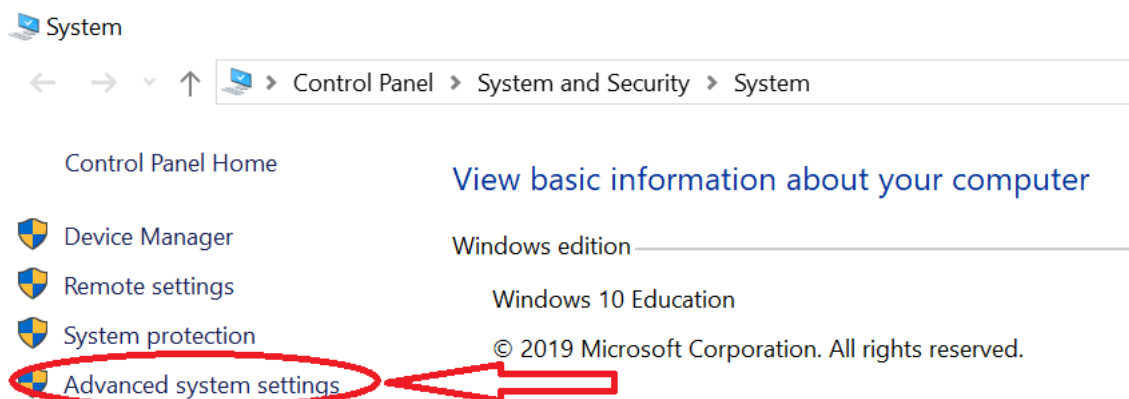 System
Control Panel > System and Security > System
Control Panel Home
View basic information about your computer
Device Manager
Windows edition
Remote settings
Windows 10 Education
System protection
© 2019 Microsoft Corporation. All rights reserved.
Advanced system settings